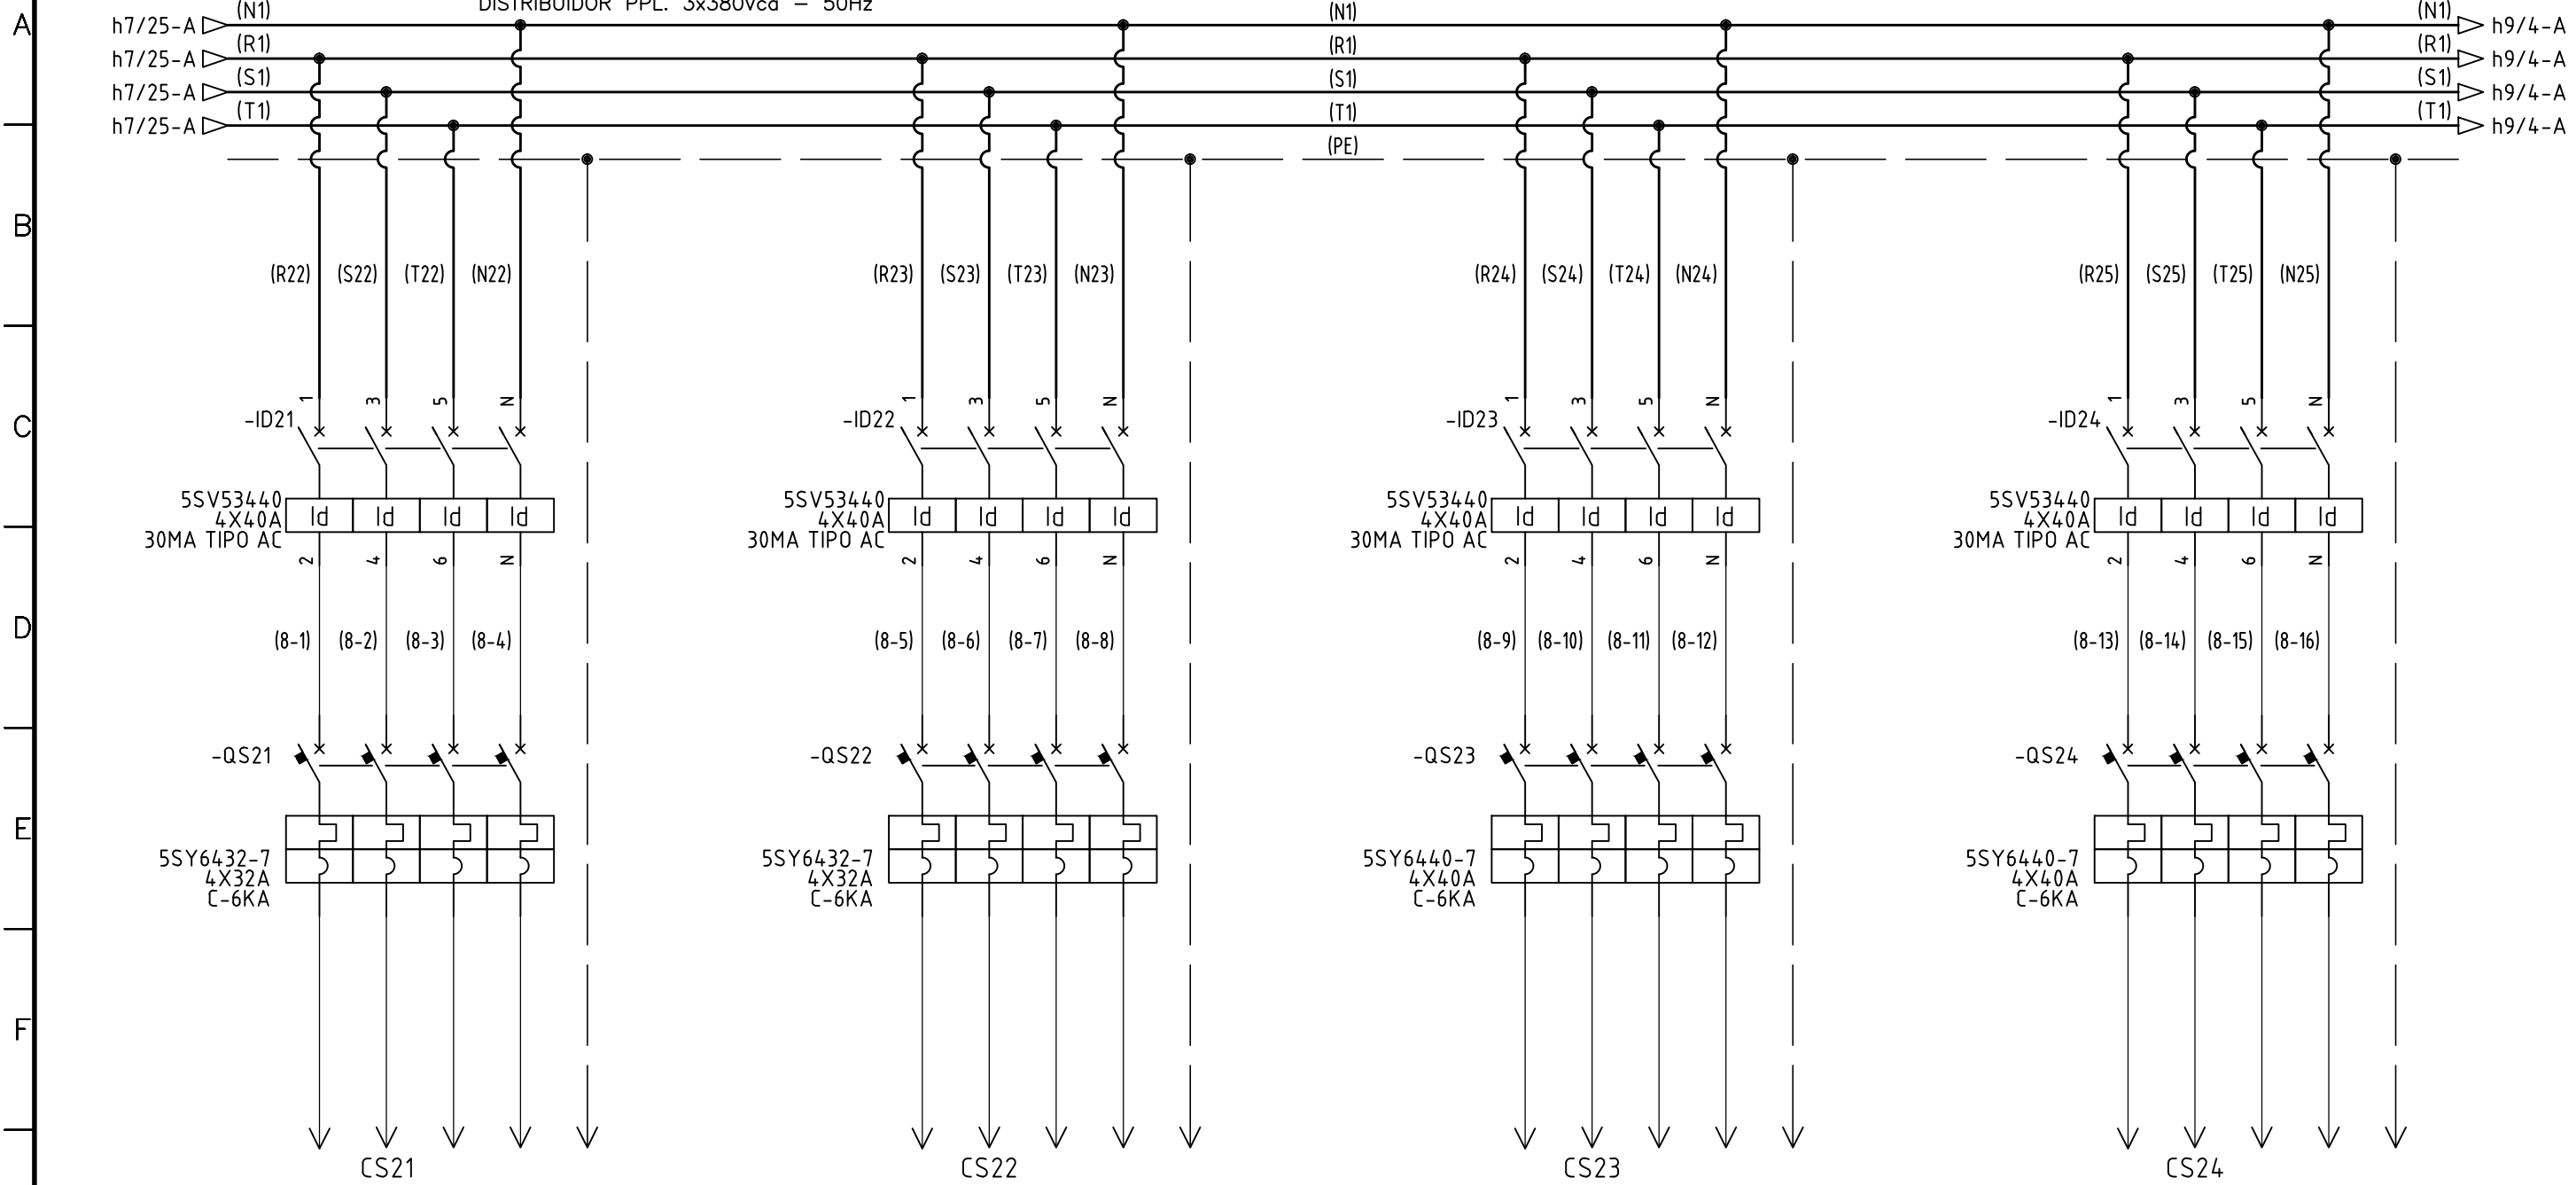 DISTRIBUIDOR PPL. 3x380Vca - 50Hz
A
h7/25-A (N1) (N1) (N1) h9/4-A
h7/25-A (R1) (R1) (R1) h9/4-A
h7/25-A (S1) (S1) (S1) h9/4-A
h7/25-A (T1) (T1) (T1) h9/4-A
(PE)
B
(R22) (S22) (T22) (N22) (R23) (S23) (T23) (N23) (R24) (S24) (T24) (N24) (R25) (S25) (T25) (N25)
1 3 5 N 1 3 5 N 1 3 5 N 1 3 5 N
C
-ID21 -ID22 -ID23 -ID24
5SV53440 5SV53440 5SV53440 5SV53440
4X40A 4X40A 4X40A 4X40A
Id Id Id Id Id Id Id Id Id Id Id Id Id Id Id Id
30MA TIPO AC 30MA TIPO AC 30MA TIPO AC 30MA TIPO AC
2 4 6 N 2 4 6 N 2 4 6 N 2 4 6 N
D
(8-1) (8-2) (8-3) (8-4) (8-5) (8-6) (8-7) (8-8) (8-9) (8-10) (8-11) (8-12) (8-13) (8-14) (8-15) (8-16)
-QS21 -QS22 -QS23 -QS24
E
5SY6432-7 5SY6432-7 5SY6440-7 5SY6440-7
4X32A 4X32A 4X40A 4X40A
C-6KA C-6KA C-6KA C-6KA
F
CS21 CS22 CS23 CS24